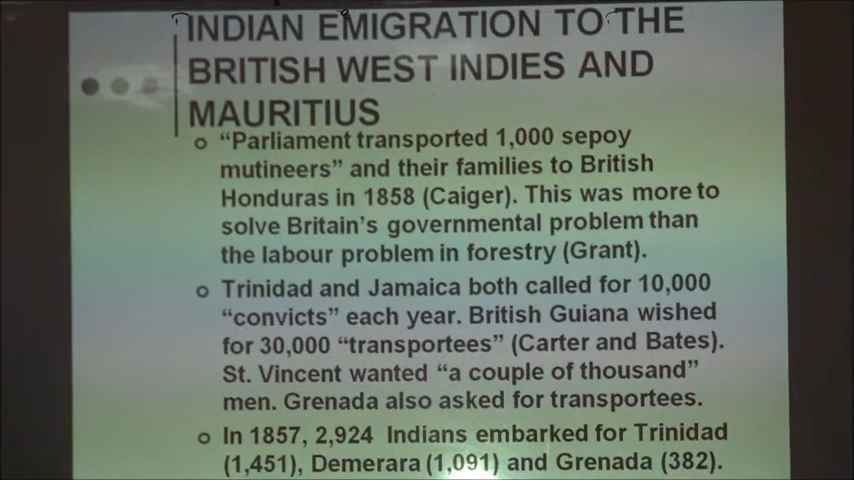 INDIAN EMIGRATION TO THE
BRITISH WEST INDIES AND
MAURITIUS
"Parliament transported 1,000 sepoy
mutineers" and their families to British
Honduras in 1858 (Caiger). This was more to
solve Britain's governmental problem than
the labour problem in forestry (Grant).
Trinidad and Jamaica both called for 10,000
"convicts" each year. British Guiana wished
for 30,000 "transportees" (Carter and Bates).
St. Vincent wanted "a couple of thousand"
men. Grenada also asked for transportees.
In 1857, 2,924 Indians embarked for Trinidad
(1,451), Demerara (1,091) and Grenada (382).